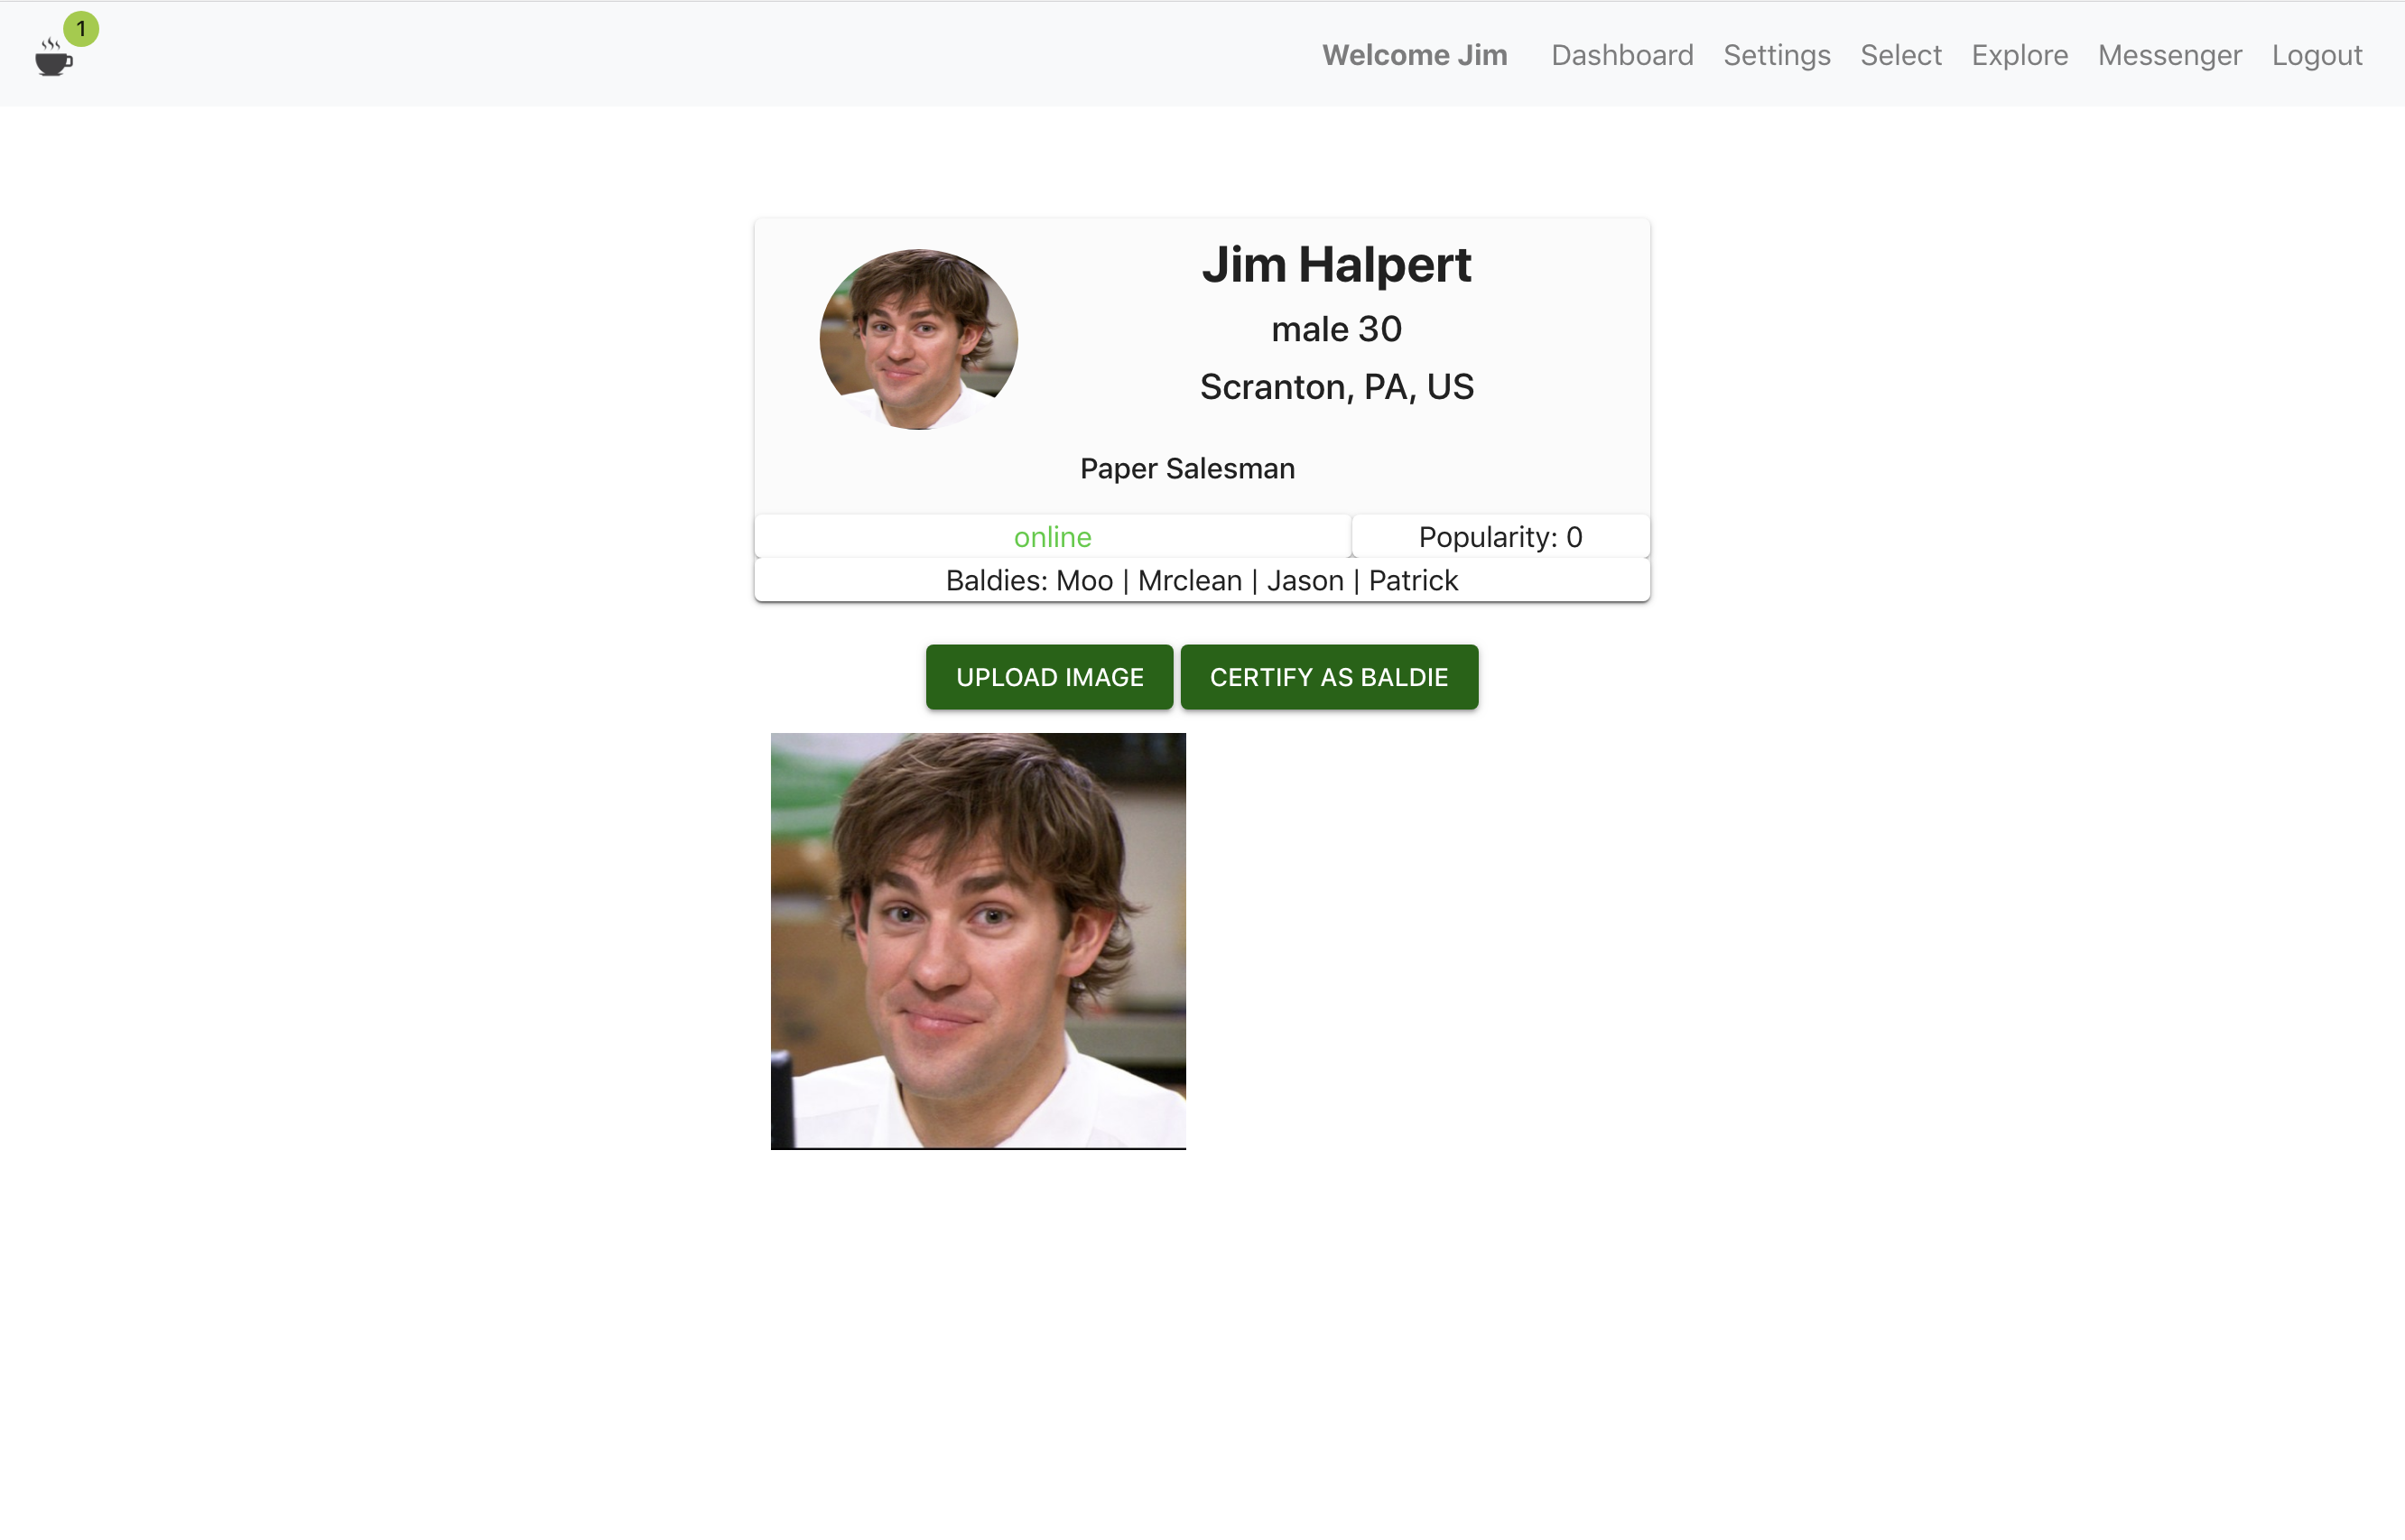 1
Welcome Jim Dashboard Settings Select Explore Messenger Logout
Jim Halpert
male 30
Scranton, PA, US
Paper Salesman
online Popularity: 0
Baldies: Moo | Mrclean | Jason | Patrick
UPLOAD IMAGE CERTIFY AS BALDIE